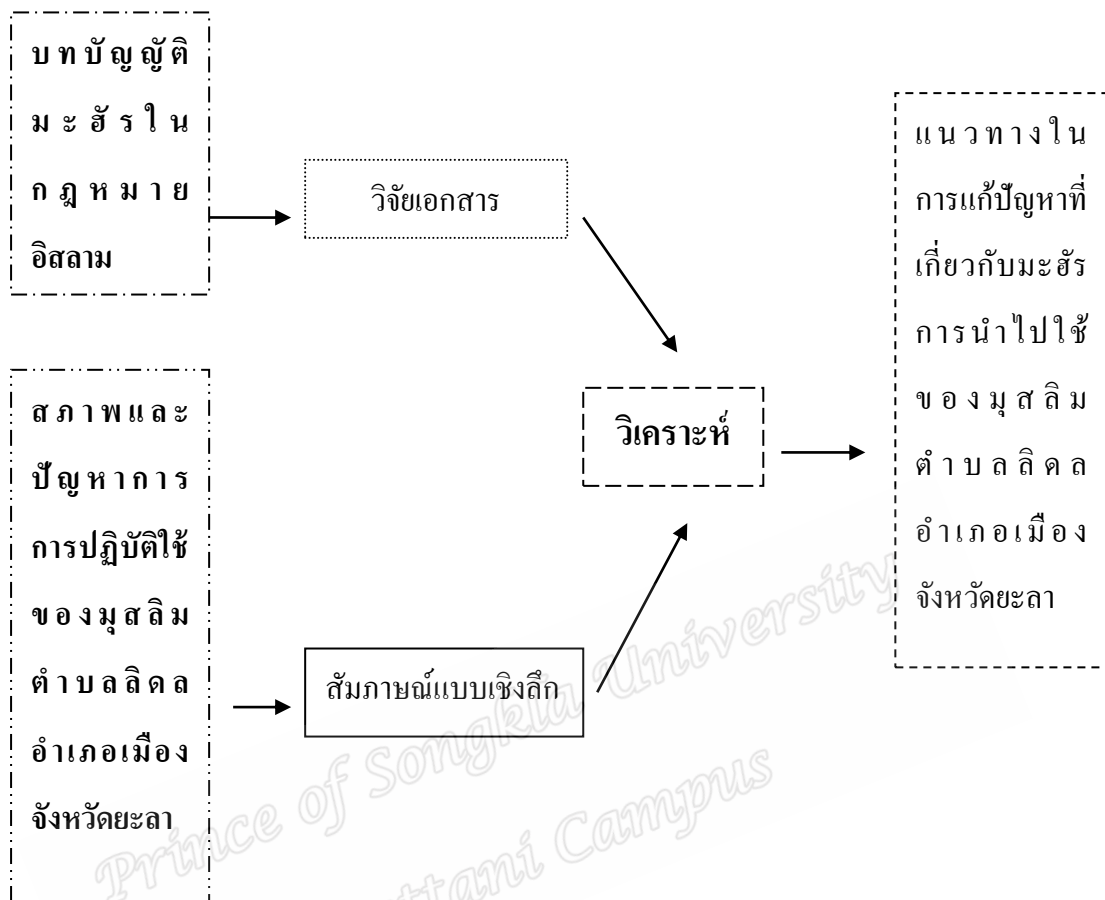 บทบัญญัติ
มะฮัรใน
กฎหมาย
อิสลาม
วิจัยเอกสาร
สภาพและ
ปัญหาการ
การปฏิบัติใช้
ของมุสลิม
ตำบลลิดล
อำเภอเมือง
จังหวัดยะลา
สัมภาษณ์แบบเชิงลึก
วิเคราะห์
แนวทางใน
การแก้ปัญหาที่
เกี่ยวกับมะฮัร
การนำไปใช้
ของมุสลิม
ตำบลลิดล
อำเภอเมือง
จังหวัดยะลา
Prince of Songkla University
Pattani Campus